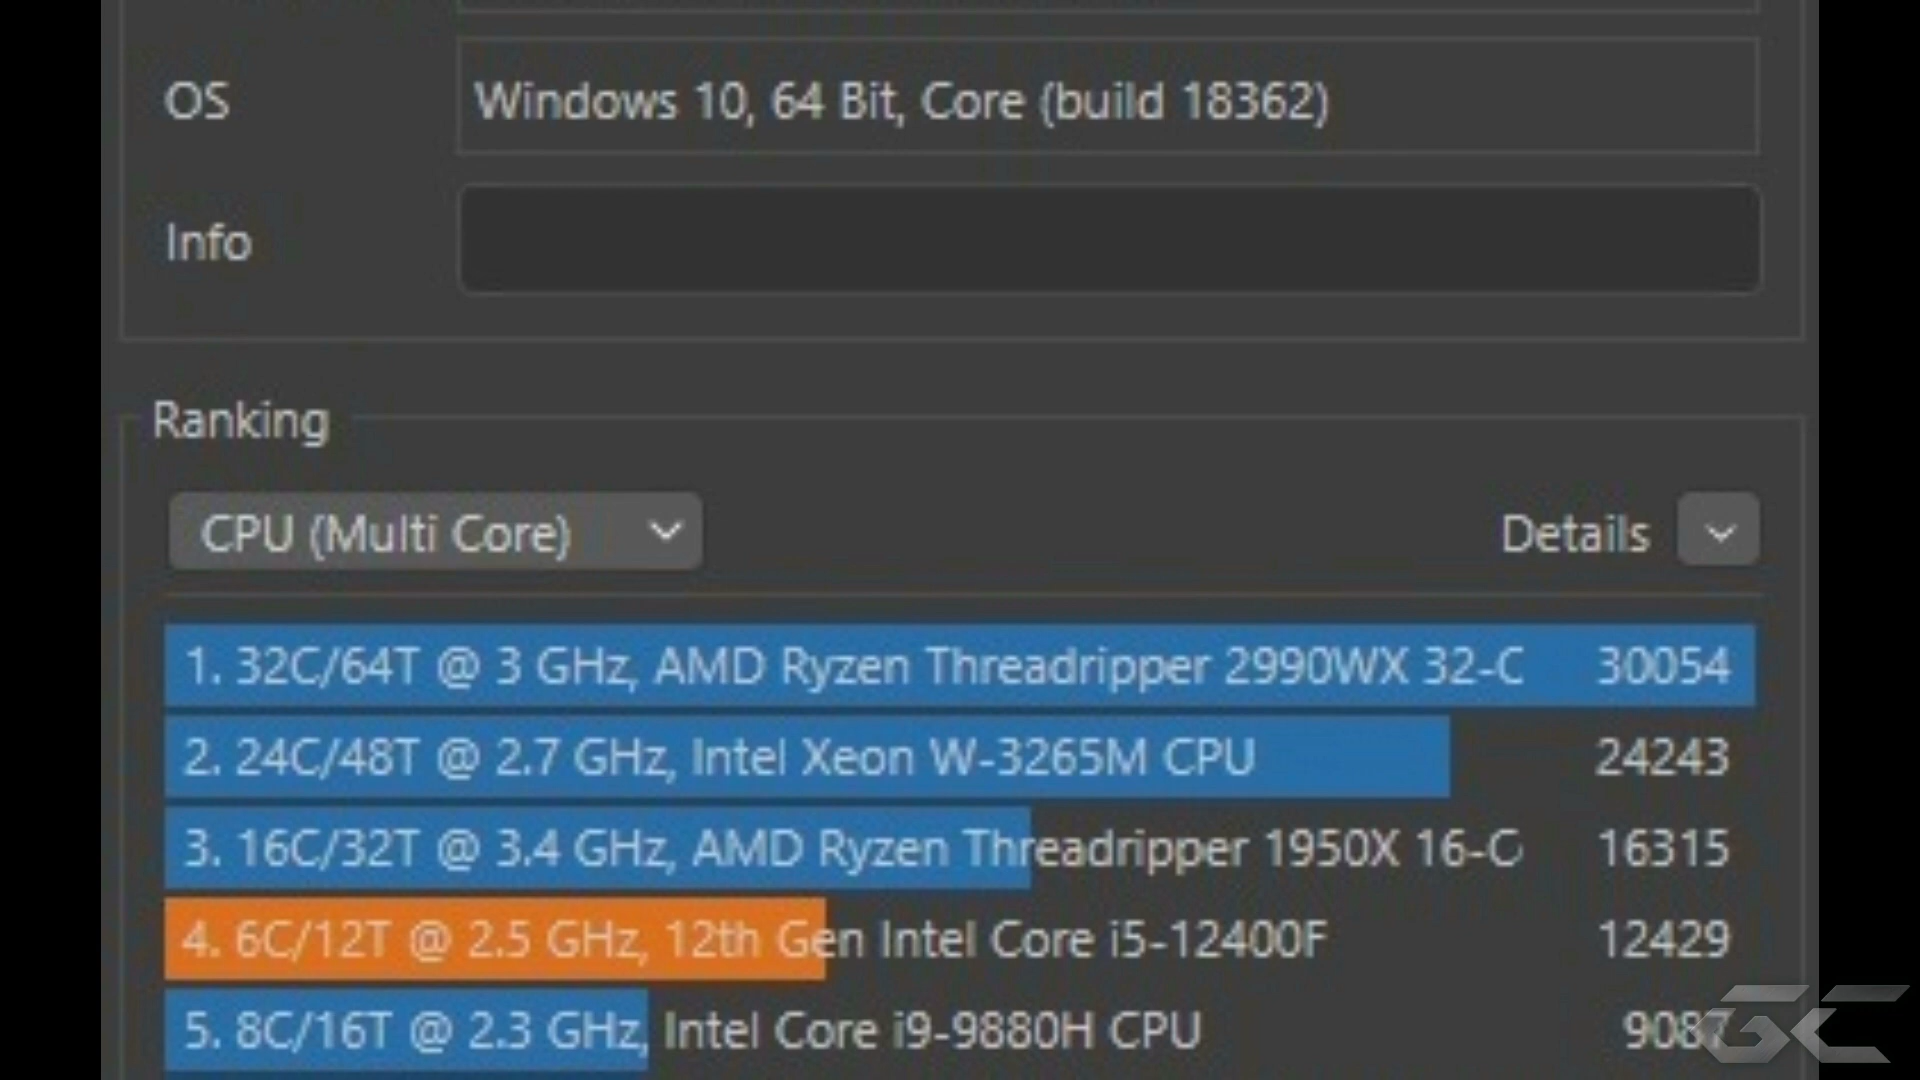 OS Windows 10, 64 Bit, Core (build 18362)
Info
Ranking
CPU (Multi Core) Details
1. 32C/64T @ 3 GHz, AMD Ryzen Threadripper 2990WX 32-C 30054
2. 24C/48T @ 2.7 GHz, Intel Xeon W-3265M CPU 24243
3. 16C/32T @ 3.4 GHz, AMD Ryzen Threadripper 1950X 16-C 16315
4. 6C/12T @ 2.5 GHz, 12th Gen Intel Core i5-12400F 12429
5. 8C/16T @ 2.3 GHz, Intel Core i9-9880H CPU 9087
GC